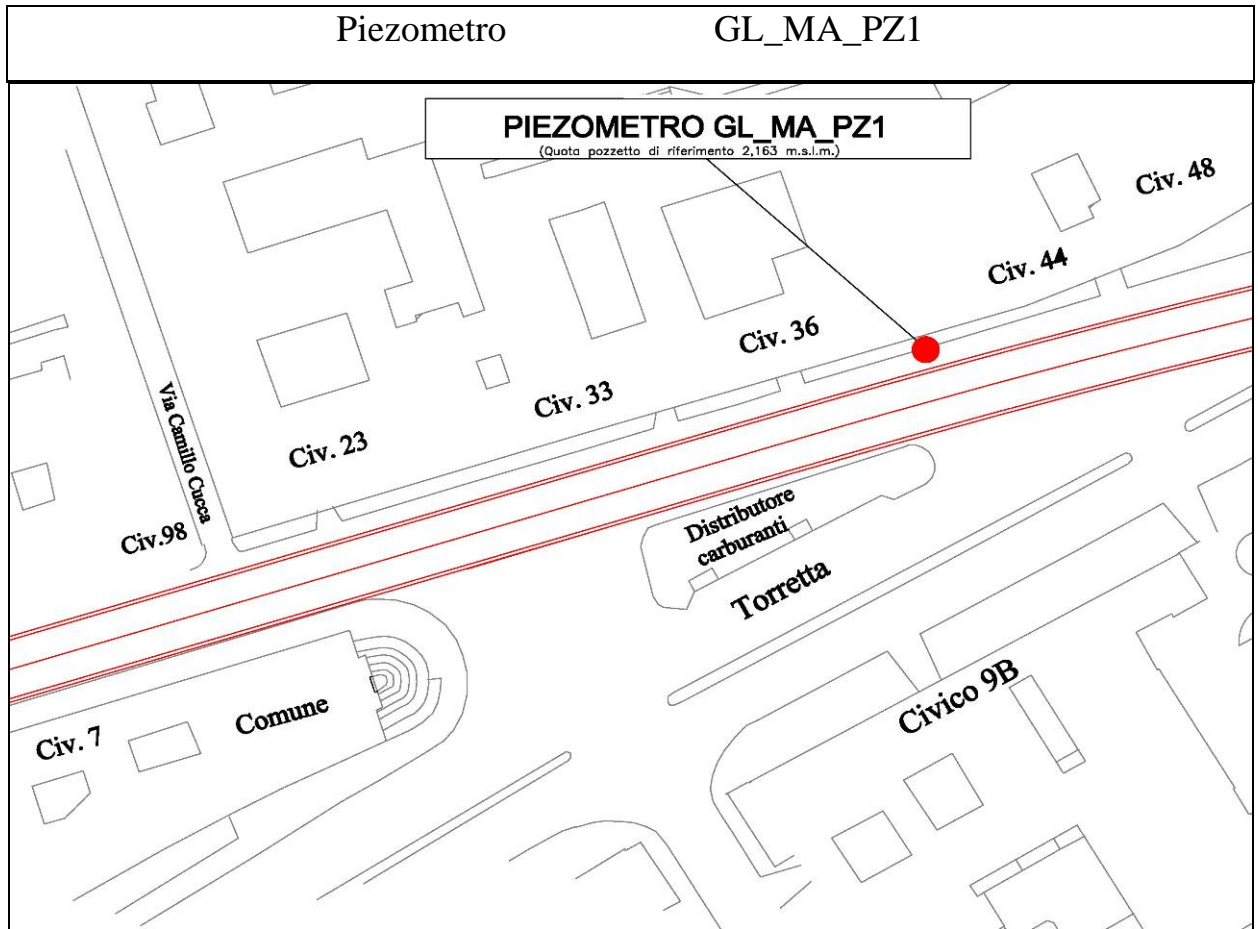 Piezometro GL_MA_PZ1
PIEZOMETRO GL_MA_PZ1
(Quota pozzetto di riferimento 2,163 m.s.l.m.)
Civ. 48
Civ. 44
Civ. 36
Civ. 33
Civ. 23
Via Camillo Cucca
Civ.98
Distributore
carburanti
Torretta
Civico 9B
Comune
Civ. 7